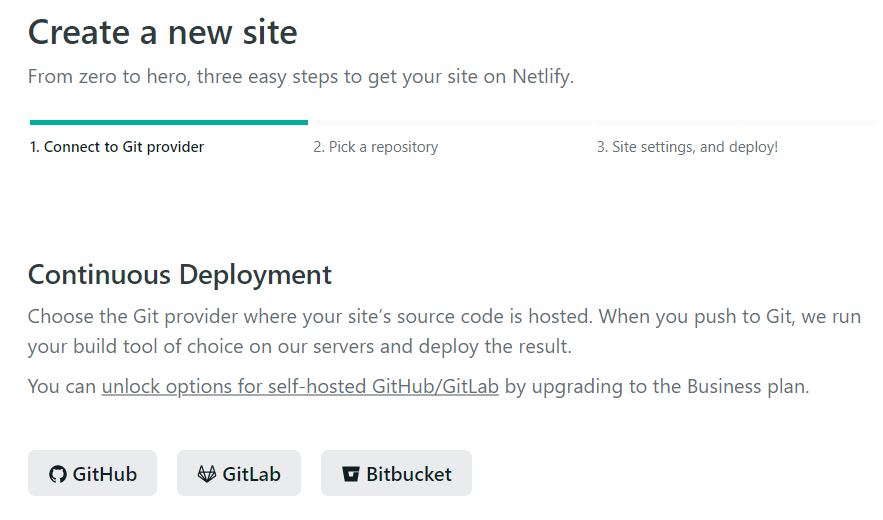 Create a new site
From zero to hero, three easy steps to get your site on Netlify.
1. Connect to Git provider
2. Pick a repository
3. Site settings, and deploy!
Continuous Deployment
Choose the Git provider where your site’s source code is hosted. When you push to Git, we run
your build tool of choice on our servers and deploy the result.
You can unlock options for self-hosted GitHub/GitLab by upgrading to the Business plan.
GitHub
GitLab
Bitbucket